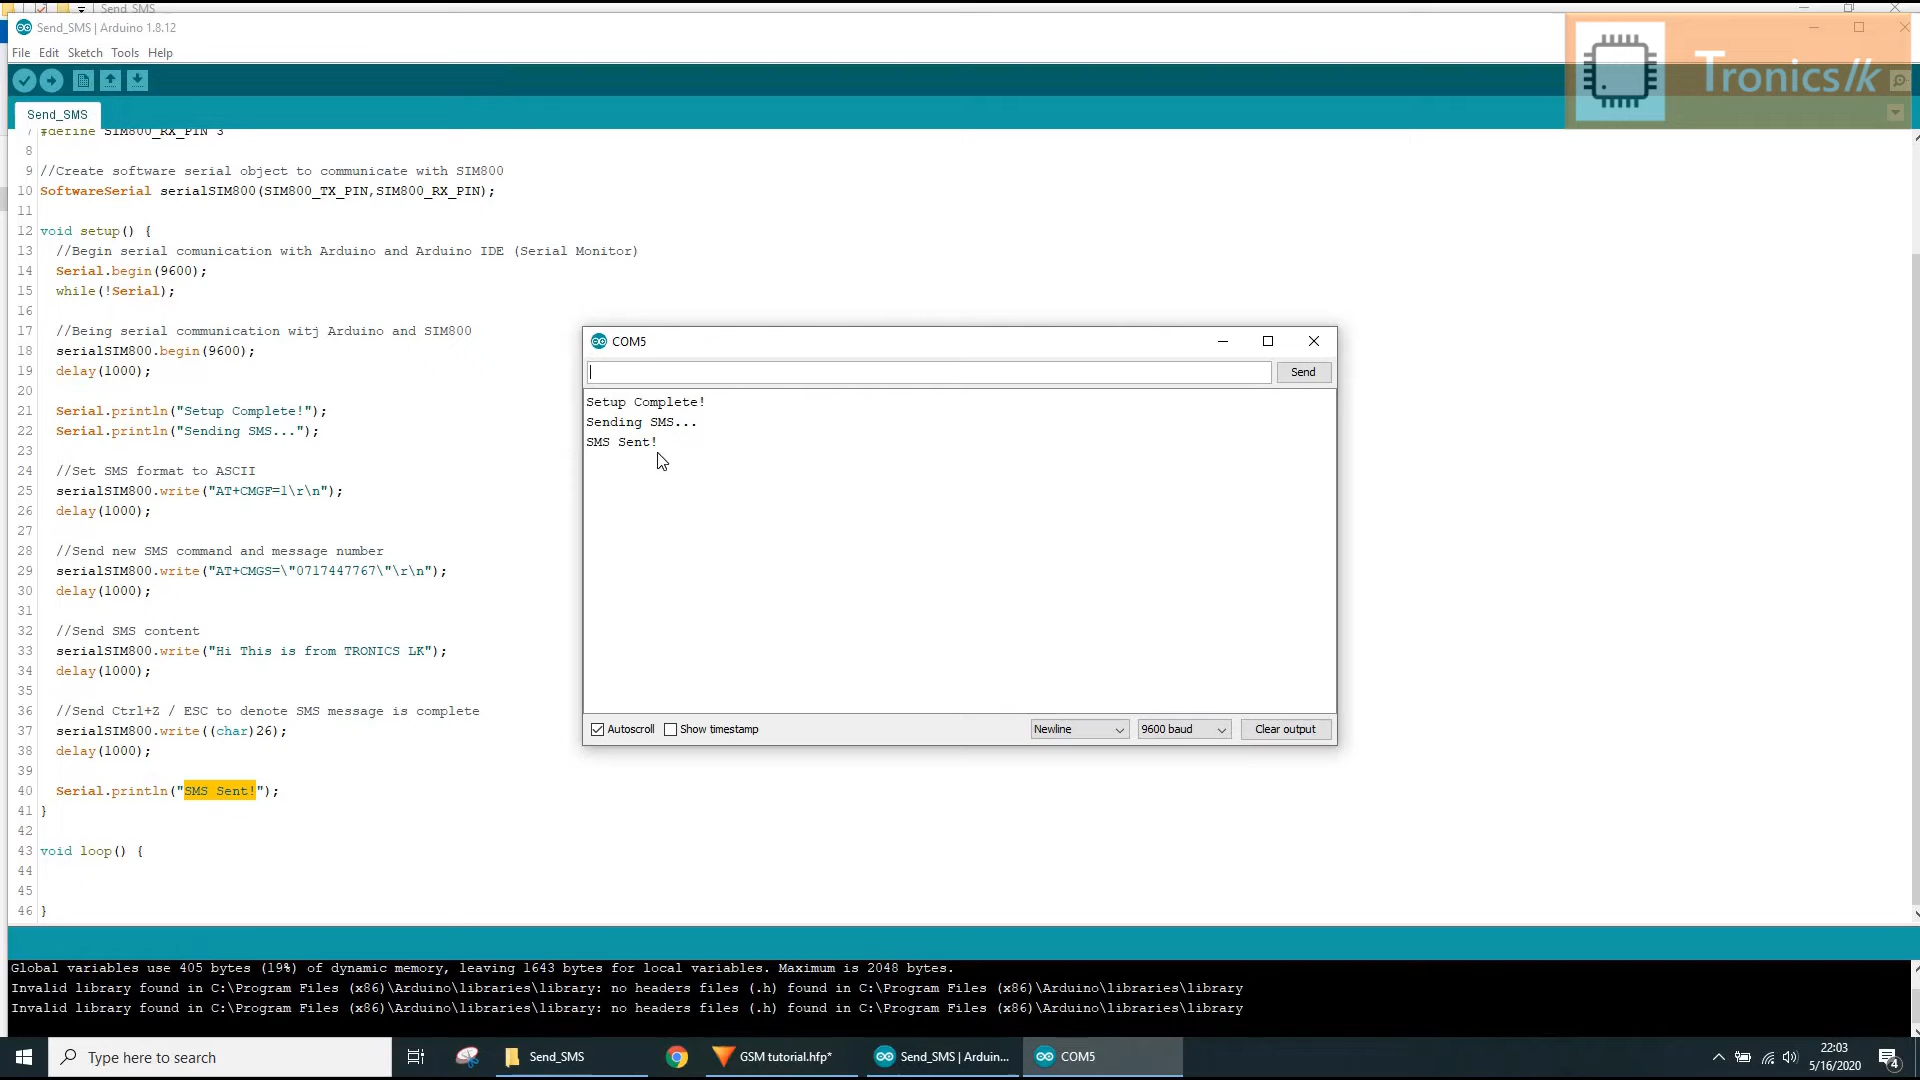 Send_SMS
Send_SMS | Arduino 1.8.12
File Edit Sketch Tools Help
Tronicslk
Send_SMS
7 #define SIM800_RX_PIN 3
8
9 //Create software serial object to communicate with SIM800
10 SoftwareSerial serialSIM800(SIM800_TX_PIN,SIM800_RX_PIN);
11
12 void setup() {
13 //Begin serial comunication with Arduino and Arduino IDE (Serial Monitor)
14 Serial.begin(9600);
15 while(!Serial);
16
17 //Being serial communication witj Arduino and SIM800
18 serialSIM800.begin(9600);
19 delay(1000);
20
21 Serial.println("Setup Complete!");
22 Serial.println("Sending SMS...");
23
24 //Set SMS format to ASCII
25 serialSIM800.write("AT+CMGF=1\r\n");
26 delay(1000);
27
28 //Send new SMS command and message number
29 serialSIM800.write("AT+CMGS=\"0717447767\"\r\n");
30 delay(1000);
31
32 //Send SMS content
33 serialSIM800.write("Hi This is from TRONICS LK");
34 delay(1000);
35
36 //Send Ctrl+Z / ESC to denote SMS message is complete
37 serialSIM800.write((char)26);
38 delay(1000);
39
40 Serial.println("SMS Sent!");
41 }
42
43 void loop() {
44
45
46 }
COM5
Send
Setup Complete!
Sending SMS...
SMS Sent!
Autoscroll Show timestamp Newline 9600 baud Clear output
Global variables use 405 bytes (19%) of dynamic memory, leaving 1643 bytes for local variables. Maximum is 2048 bytes.
Invalid library found in C:\Program Files (x86)\Arduino\libraries\library: no headers files (.h) found in C:\Program Files (x86)\Arduino\libraries\library
Invalid library found in C:\Program Files (x86)\Arduino\libraries\library: no headers files (.h) found in C:\Program Files (x86)\Arduino\libraries\library
Type here to search Send_SMS GSM tutorial.hfp* Send_SMS | Arduin... COM5
22:03
5/16/2020
4